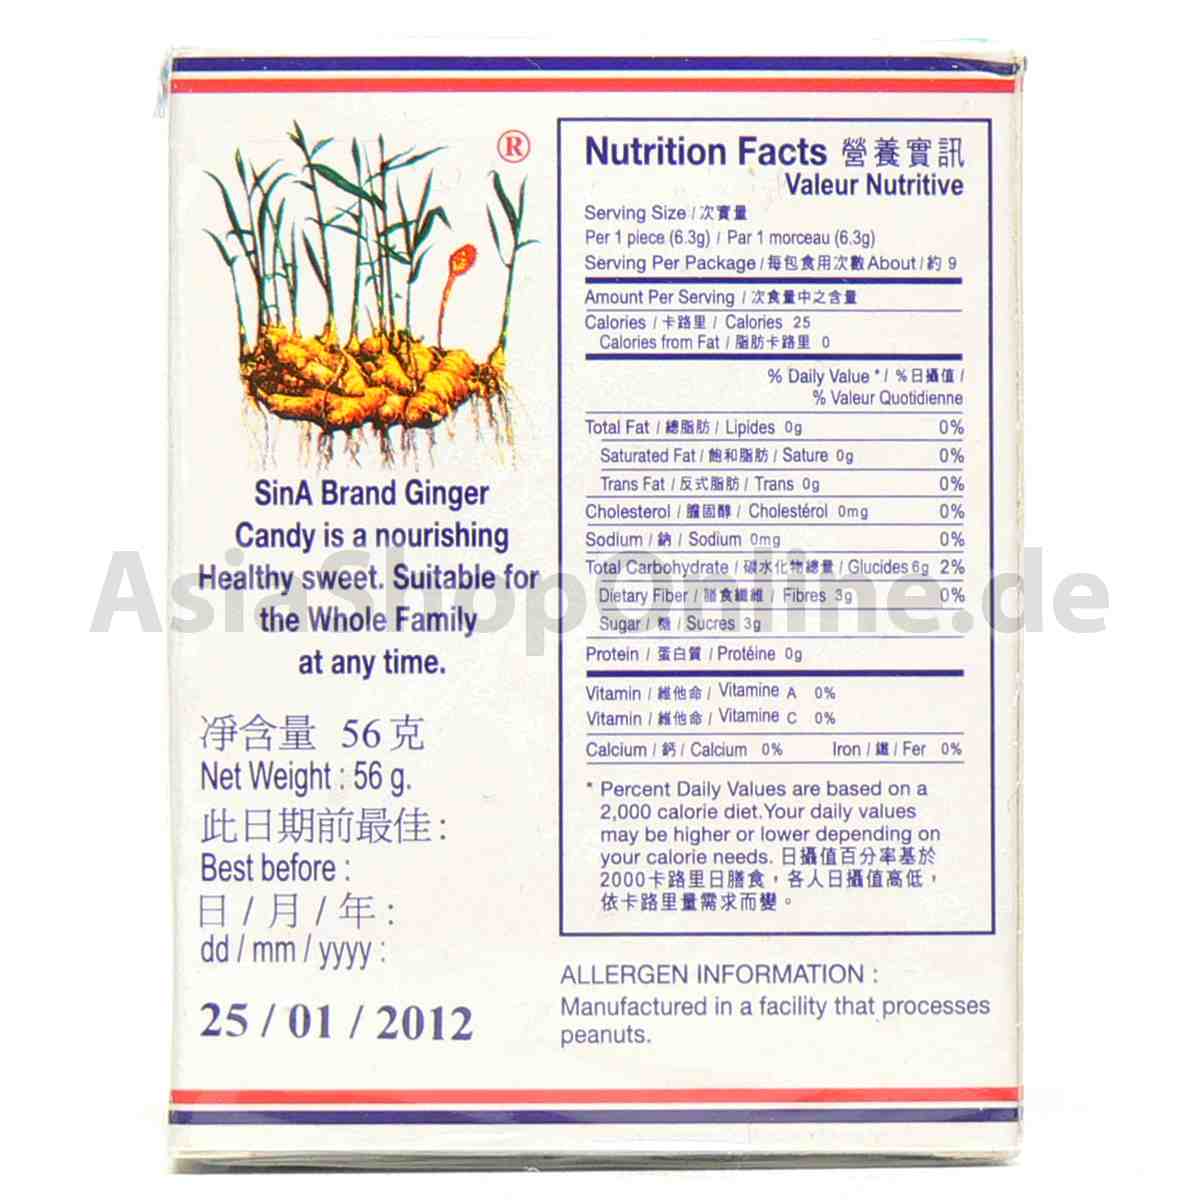 ®
SinA Brand Ginger
Candy is a nourishing
Healthy sweet. Suitable for
the Whole Family
at any time.
淨含量 56克
Net Weight : 56 g.
此日期前最佳 :
Best before :
日 / 月 / 年 :
dd / mm / yyyy :
25 / 01 / 2012
Nutrition Facts 營養實訊
Valeur Nutritive
Serving Size / 次實量
Per 1 piece (6.3g) / Par 1 morceau (6.3g)
Serving Per Package / 每包食用次數 About / 約 9
Amount Per Serving / 次食量中之含量
Calories / 卡路里 / Calories 25
Calories from Fat / 脂肪卡路里 0
% Daily Value * / % 日攝值 /
% Valeur Quotidienne
Total Fat / 總脂肪 / Lipides 0g 0%
Saturated Fat / 飽和脂肪 / Sature 0g 0%
Trans Fat / 反式脂肪 / Trans 0g 0%
Cholesterol / 膽固醇 / Cholestérol 0mg 0%
Sodium / 鈉 / Sodium 0mg 0%
Total Carbohydrate / 碳水化物總量 / Glucides 6g 2%
Dietary Fiber / 膳食纖維 / Fibres 3g 0%
Sugar / 糖 / Sucres 3g
Protein / 蛋白質 / Protéine 0g
Vitamin / 維他命 / Vitamine A 0%
Vitamin / 維他命 / Vitamine C 0%
Calcium / 鈣 / Calcium 0% Iron / 鐵 / Fer 0%
* Percent Daily Values are based on a
2,000 calorie diet.Your daily values
may be higher or lower depending on
your calorie needs. 日攝值百分率基於
2000卡路里日膳食，各人日攝值高低，
依卡路里量需求而變。
ALLERGEN INFORMATION :
Manufactured in a facility that processes
peanuts.
AsiaShopOnline.de